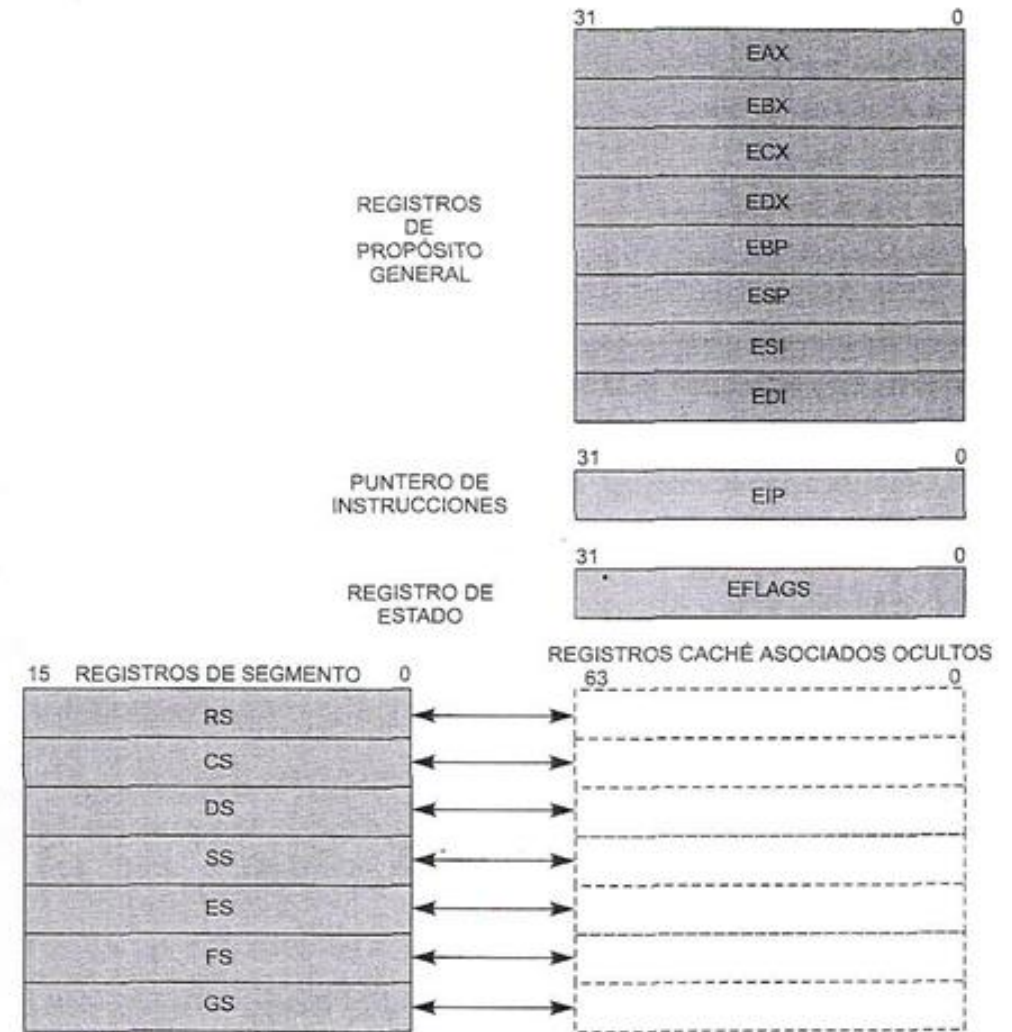 31 0
EAX
EBX
ECX
EDX
EBP
ESP
ESI
EDI
REGISTROS
DE
PROPÓSITO
GENERAL
31 0
PUNTERO DE
INSTRUCCIONES
EIP
31 0
REGISTRO DE
ESTADO
EFLAGS
15 REGISTROS DE SEGMENTO 0
RS
CS
DS
SS
ES
FS
GS
REGISTROS CACHÉ ASOCIADOS OCULTOS
63 0